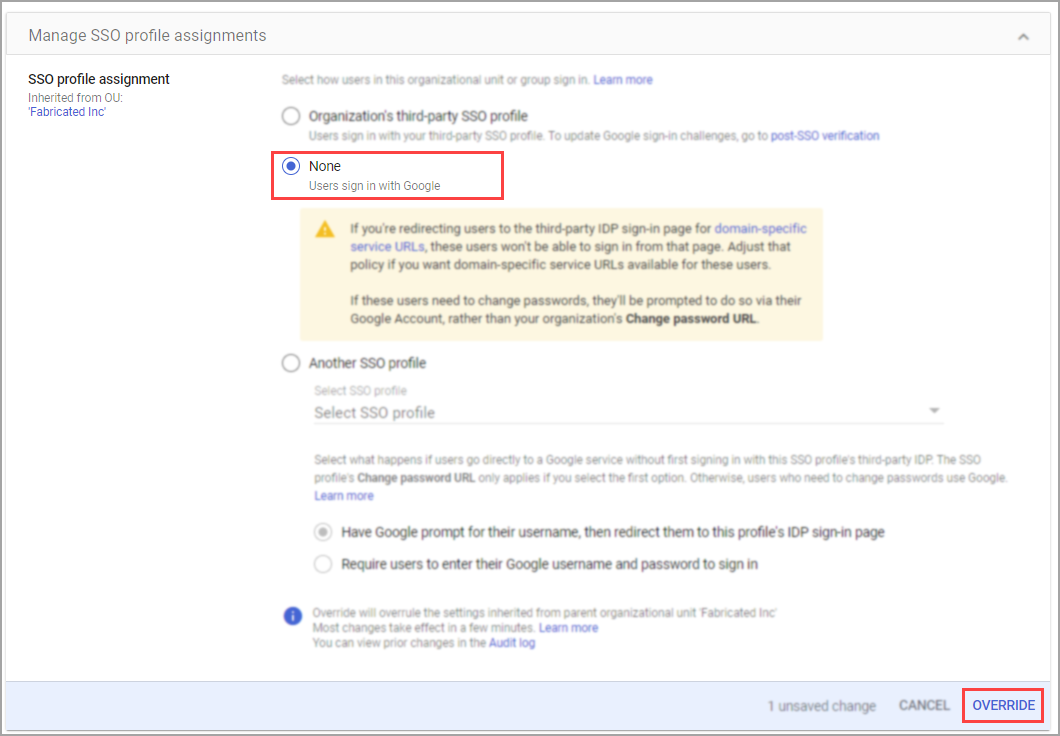 Manage SSO profile assignments
SSO profile assignment
Inherited from OU:
'Fabricated Inc'
Select how users in this organizational unit or group sign in. Learn more
Organization's third-party SSO profile
Users sign in with your third-party SSO profile. To update Google sign-in challenges, go to post-SSO verification
None
Users sign in with Google
If you're redirecting users to the third-party IDP sign-in page for domain-specific
service URLs, these users won't be able to sign in from that page. Adjust that
policy if you want domain-specific service URLs available for these users.
If these users need to change passwords, they'll be prompted to do so via their
Google Account, rather than your organization's Change password URL.
Another SSO profile
Select SSO profile
Select SSO profile
Select what happens if users go directly to a Google service without first signing in with this SSO profile's third-party IDP. The SSO
profile's Change password URL only applies if you select the first option. Otherwise, users who need to change passwords use Google.
Learn more
Have Google prompt for their username, then redirect them to this profile's IDP sign-in page
Require users to enter their Google username and password to sign in
Override will overrule the settings inherited from parent organizational unit 'Fabricated Inc'
Most changes take effect in a few minutes. Learn more
You can view prior changes in the Audit log
1 unsaved change CANCEL OVERRIDE